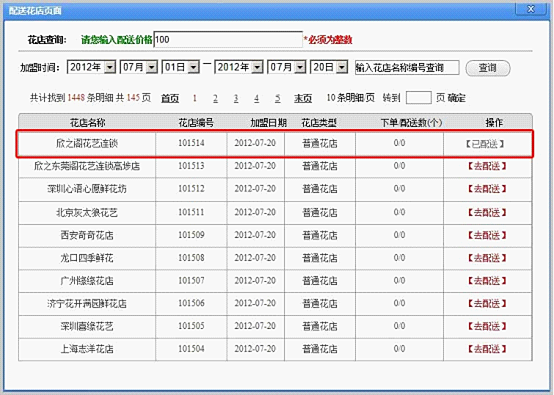 配送花店页面
花店查询: 请您输入配送价格 100 *必须为整数
加盟时间: 2012年 07月 01日 — 2012年 07月 20日 输入花店名称编号查询 查询
共计找到 1448 条明细 共 145 页 首页 1 2 3 4 5 末页 10 条明细/页 转到 页 确定
花店名称 花店编号 加盟日期 花店类型 下单/配送数(个) 操作
欣之阁花艺连锁 101514 2012-07-20 普通花店 0/0 【已配送】
欣之东莞阁花艺连锁高埗店 101513 2012-07-20 普通花店 0/0 【去配送】
深圳心语心愿鲜花坊 101512 2012-07-20 普通花店 0/0 【去配送】
北京灰太狼花艺 101511 2012-07-20 普通花店 0/0 【去配送】
西安奇奇花店 101509 2012-07-20 普通花店 0/0 【去配送】
龙口四季鲜花 101508 2012-07-20 普通花店 0/0 【去配送】
广州绦绦花店 101507 2012-07-20 普通花店 0/0 【去配送】
济宁花开满园鲜花店 101506 2012-07-20 普通花店 0/0 【去配送】
深圳喜缘花艺 101505 2012-07-20 普通花店 0/0 【去配送】
上海志洋花店 101504 2012-07-20 普通花店 0/0 【去配送】